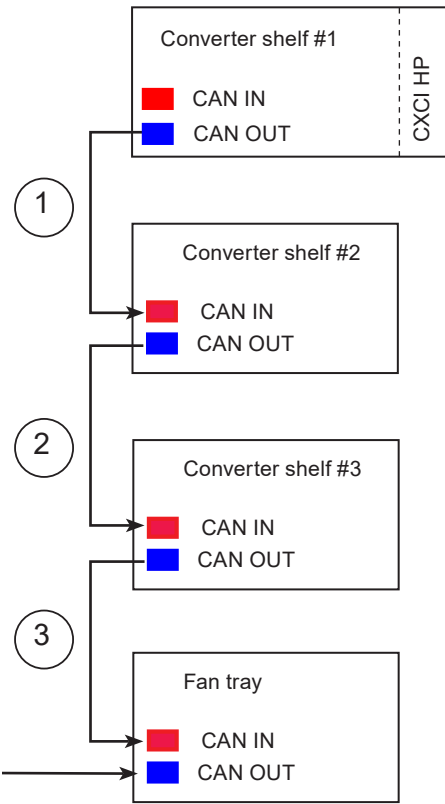 Converter shelf #1
CXCI HP
CAN IN
CAN OUT
1
Converter shelf #2
CAN IN
CAN OUT
2
Converter shelf #3
CAN IN
CAN OUT
3
Fan tray
CAN IN
CAN OUT